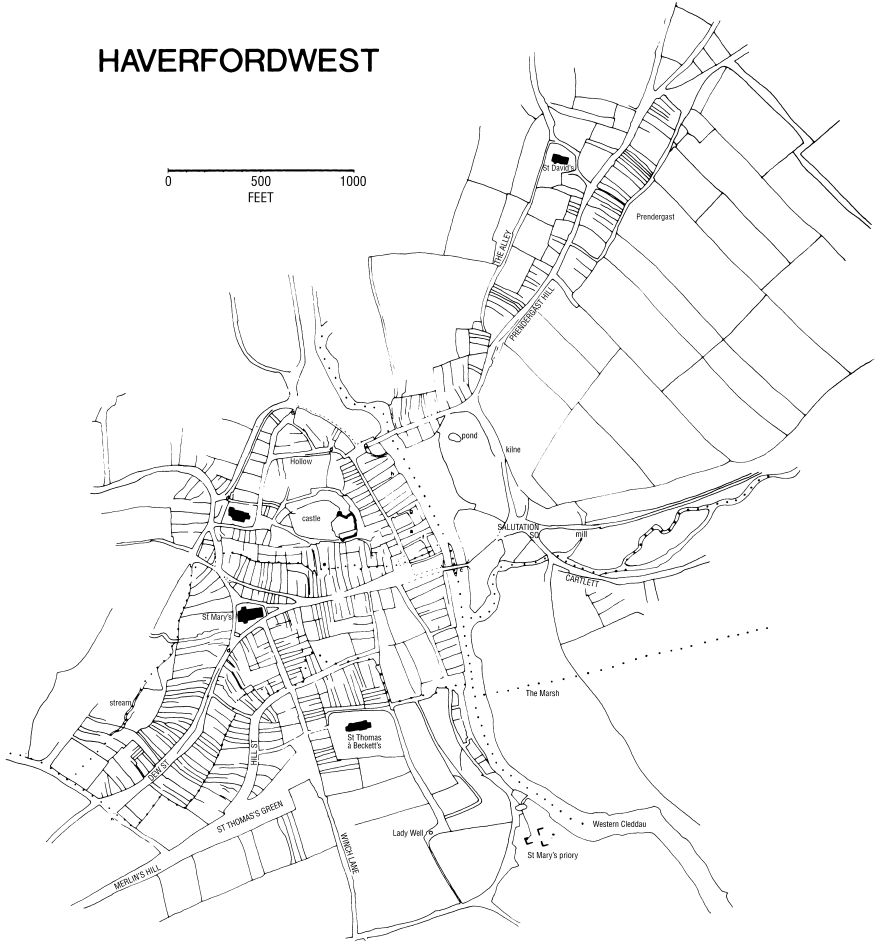 HAVERFORDWEST
0 500 1000
FEET
St David's
Prendergast
THE ALLEY
PRENDERGAST HILL
pond
kilne
Hollow
castle
SALUTATION
SQ
mill
CARTLETT
St Mary's
The Marsh
stream
St Thomas
à Beckett's
DEW ST
HILL ST
ST THOMAS'S GREEN
Western Cleddau
Lady Well
WINCH LANE
St Mary's priory
MERLIN'S HILL